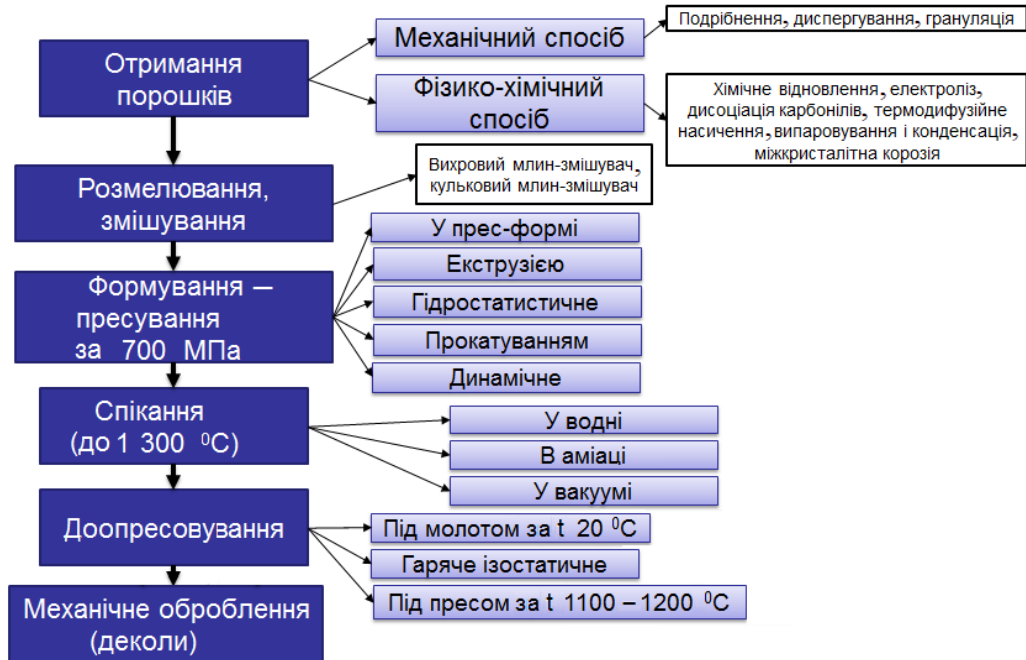 Отримання
порошків
Механічний спосіб
Подрібнення, диспергування, грануляція
Фізико-хімічний
спосіб
Хімічне відновлення, електроліз,
дисоціація карбонілів, термодифузійне
насичення, випаровування і конденсація,
міжкристалітна корозія
Розмелювання,
змішування
Вихровий млин-змішувач,
кульковий млин-змішувач
Формування —
пресування
за 700 МПа
У прес-формі
Екструзією
Гідростатистичне
Прокатуванням
Динамічне
Спікання
(до 1 300 ⁰С)
У водні
В аміаці
У вакуумі
Доопресовування
Під молотом за t 20 ⁰С
Гаряче ізостатичне
Під пресом за t 1100 – 1200 ⁰С
Механічне оброблення
(деколи)